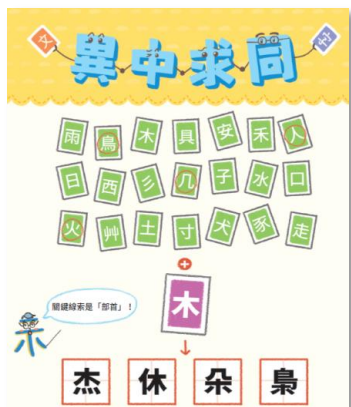 文 異中求同 字
雨 鳥 木 具 安 禾 人
日 西 彡 几 子 水 口
火 艸 土 寸 犬 豕 走
+
木
關鍵線索是「部首」！
杰 休 朵 梟